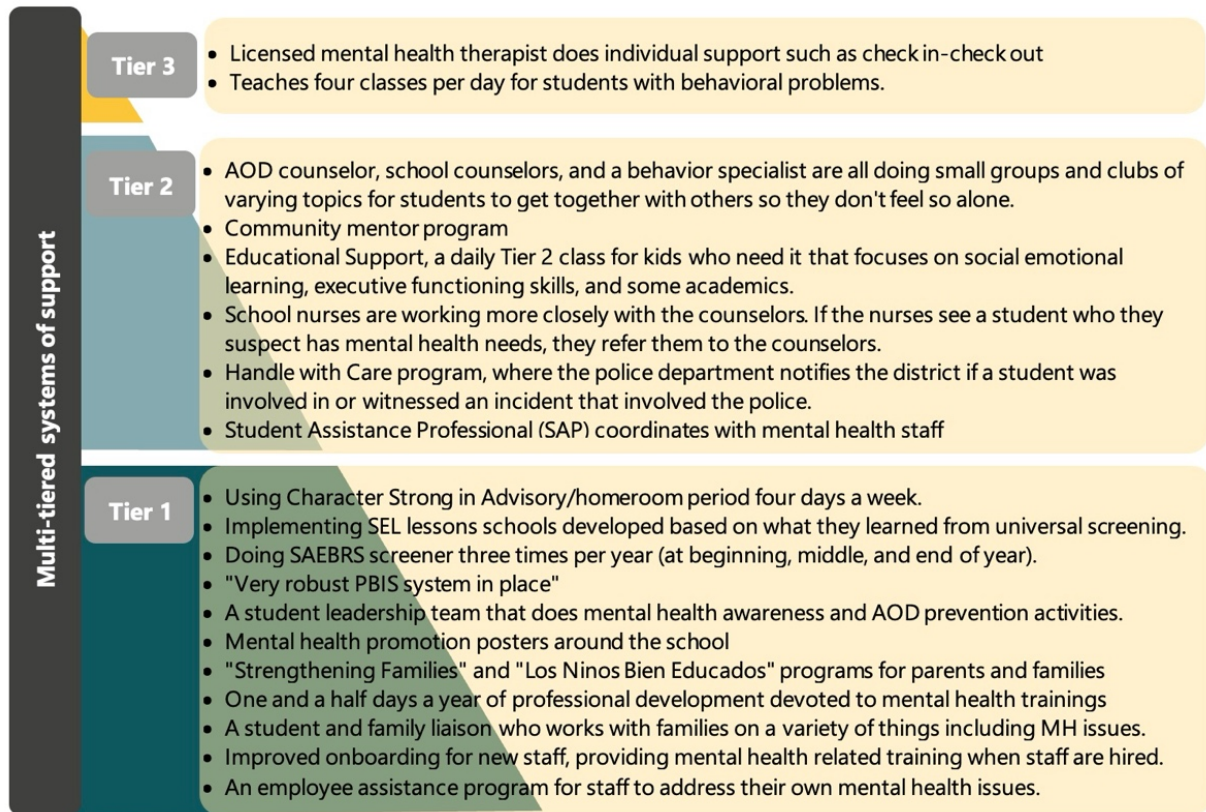 Multi-tiered systems of support
Tier 3
• Licensed mental health therapist does individual support such as check in-check out
• Teaches four classes per day for students with behavioral problems.
Tier 2
• AOD counselor, school counselors, and a behavior specialist are all doing small groups and clubs of
varying topics for students to get together with others so they don't feel so alone.
• Community mentor program
• Educational Support, a daily Tier 2 class for kids who need it that focuses on social emotional
learning, executive functioning skills, and some academics.
• School nurses are working more closely with the counselors. If the nurses see a student who they
suspect has mental health needs, they refer them to the counselors.
• Handle with Care program, where the police department notifies the district if a student was
involved in or witnessed an incident that involved the police.
• Student Assistance Professional (SAP) coordinates with mental health staff
Tier 1
• Using Character Strong in Advisory/homeroom period four days a week.
• Implementing SEL lessons schools developed based on what they learned from universal screening.
• Doing SAEBRS screener three times per year (at beginning, middle, and end of year).
• "Very robust PBIS system in place"
• A student leadership team that does mental health awareness and AOD prevention activities.
• Mental health promotion posters around the school
• "Strengthening Families" and "Los Ninos Bien Educados" programs for parents and families
• One and a half days a year of professional development devoted to mental health trainings
• A student and family liaison who works with families on a variety of things including MH issues.
• Improved onboarding for new staff, providing mental health related training when staff are hired.
• An employee assistance program for staff to address their own mental health issues.